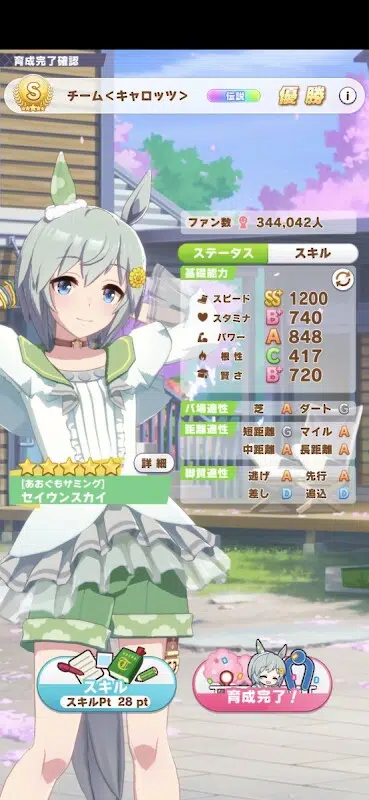 育成完了確認
S
チーム<キャロッツ>
伝説
優勝
i
ファン数 344,042人
ステータス
スキル
基礎能力
スピード SS 1200
スタミナ B+ 740
パワー A 848
根性 C 417
賢さ B+ 720
バ場適性 芝 A ダート G
距離適性 短距離 G マイル A
中距離 A 長距離 A
脚質適性 逃げ A 先行 A
差し D 追込 D
詳細
[あおぐもサミング]
セイウンスカイ
スキル
スキルPt 28 pt
育成完了!